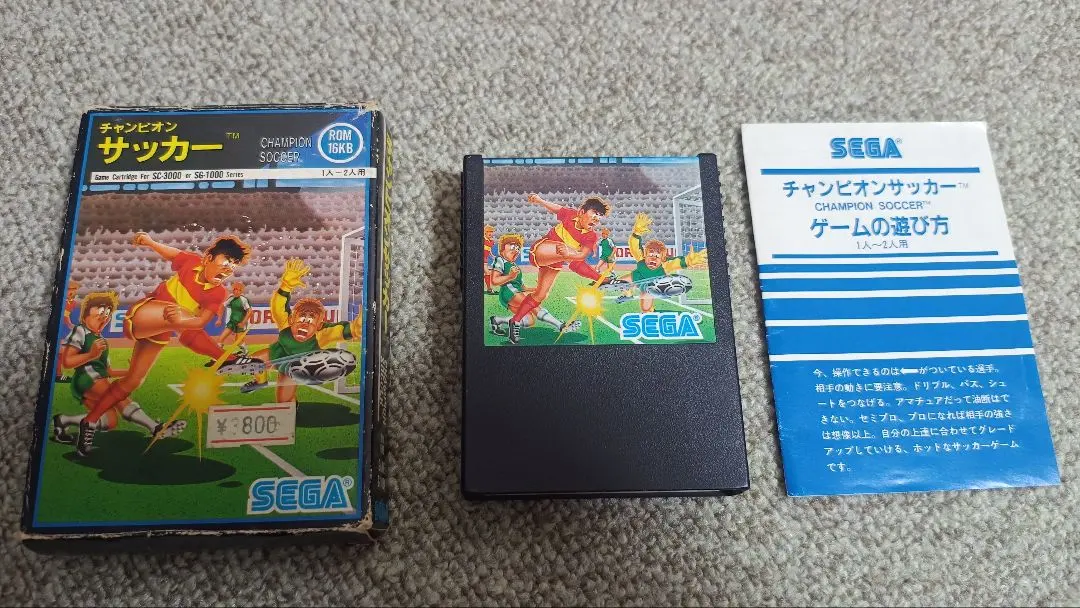 チャンピオン
サッカー™
CHAMPION
SOCCER
ROM
16KB
Game Cartridge For SC-3000 or SG-1000 Series
1人~2人用
¥800
SEGA®
SEGA®
SEGA®
チャンピオンサッカー™
CHAMPION SOCCER™
ゲームの遊び方
1人~2人用
今、操作できるのは⬅がついている選手。
相手の動きに要注意。ドリブル、パス、シュ
ートをつなげる。アマチュアだって油断はで
きない。セミプロ、プロになれば相手の強さ
は想像以上。自分の上達に合わせてグレード
アップしていける、ホットなサッカーゲーム
です。